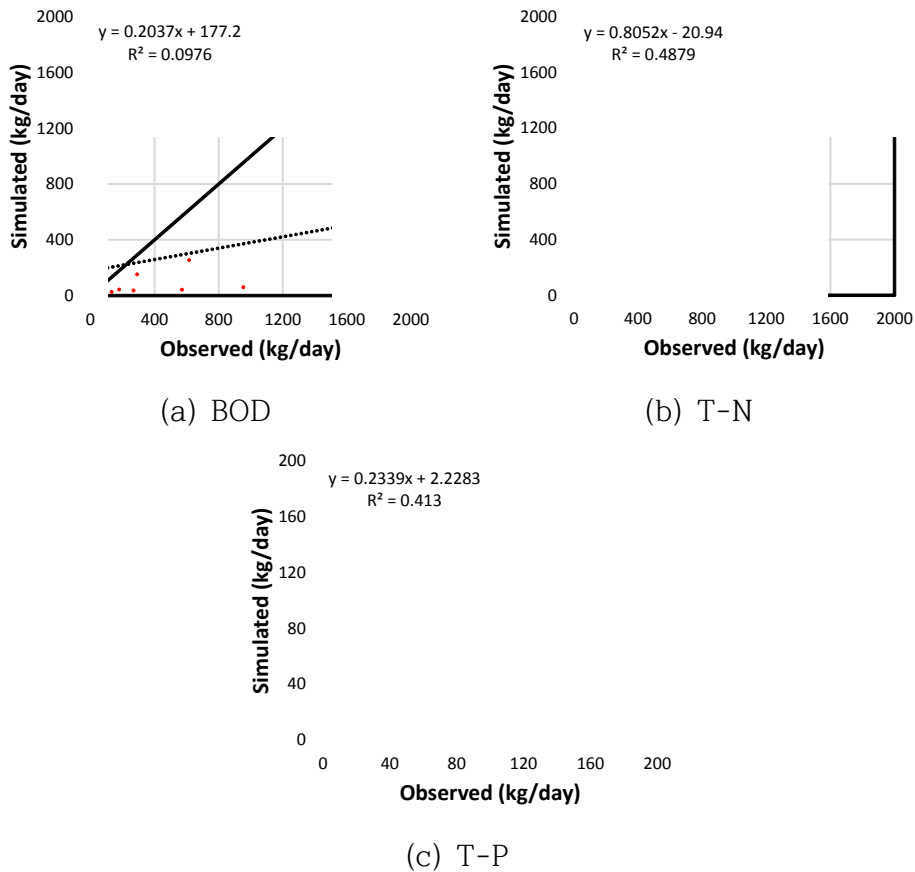 y = 0.2037x + 177.2
R² = 0.0976
Simulated (kg/day)
2000
1600
1200
800
400
0
0 400 800 1200 1600 2000
Observed (kg/day)
(a) BOD
y = 0.8052x - 20.94
R² = 0.4879
Simulated (kg/day)
2000
1600
1200
800
400
0
0 400 800 1200 1600 2000
Observed (kg/day)
(b) T-N
y = 0.2339x + 2.2283
R² = 0.413
Simulated (kg/day)
200
160
120
80
40
0
0 40 80 120 160 200
Observed (kg/day)
(c) T-P